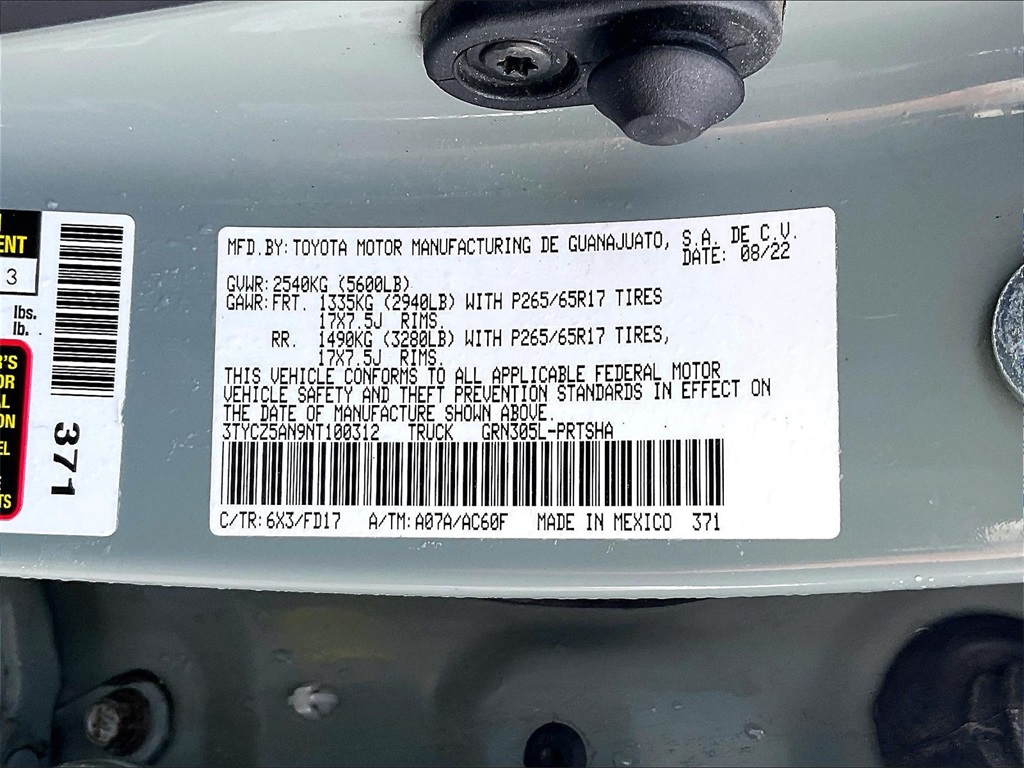 MFD.BY: TOYOTA MOTOR MANUFACTURING DE GUANAJUATO, S.A. DE C.V.
DATE: 08/22
GVWR: 2540KG (5600LB)
GAWR: FRT. 1335KG (2940LB) WITH P265/65R17 TIRES
17X7.5J RIMS.
RR. 1490KG (3280LB) WITH P265/65R17 TIRES,
17X7.5J RIMS.
THIS VEHICLE CONFORMS TO ALL APPLICABLE FEDERAL MOTOR
VEHICLE SAFETY AND THEFT PREVENTION STANDARDS IN EFFECT ON
THE DATE OF MANUFACTURE SHOWN ABOVE.
3TYCZ5AN9NT100312 TRUCK GRN305L-PRTSHA
C/TR: 6X3/FD17 A/TM: A07A/AC60F MADE IN MEXICO 371
3
lbs.
lb.
371